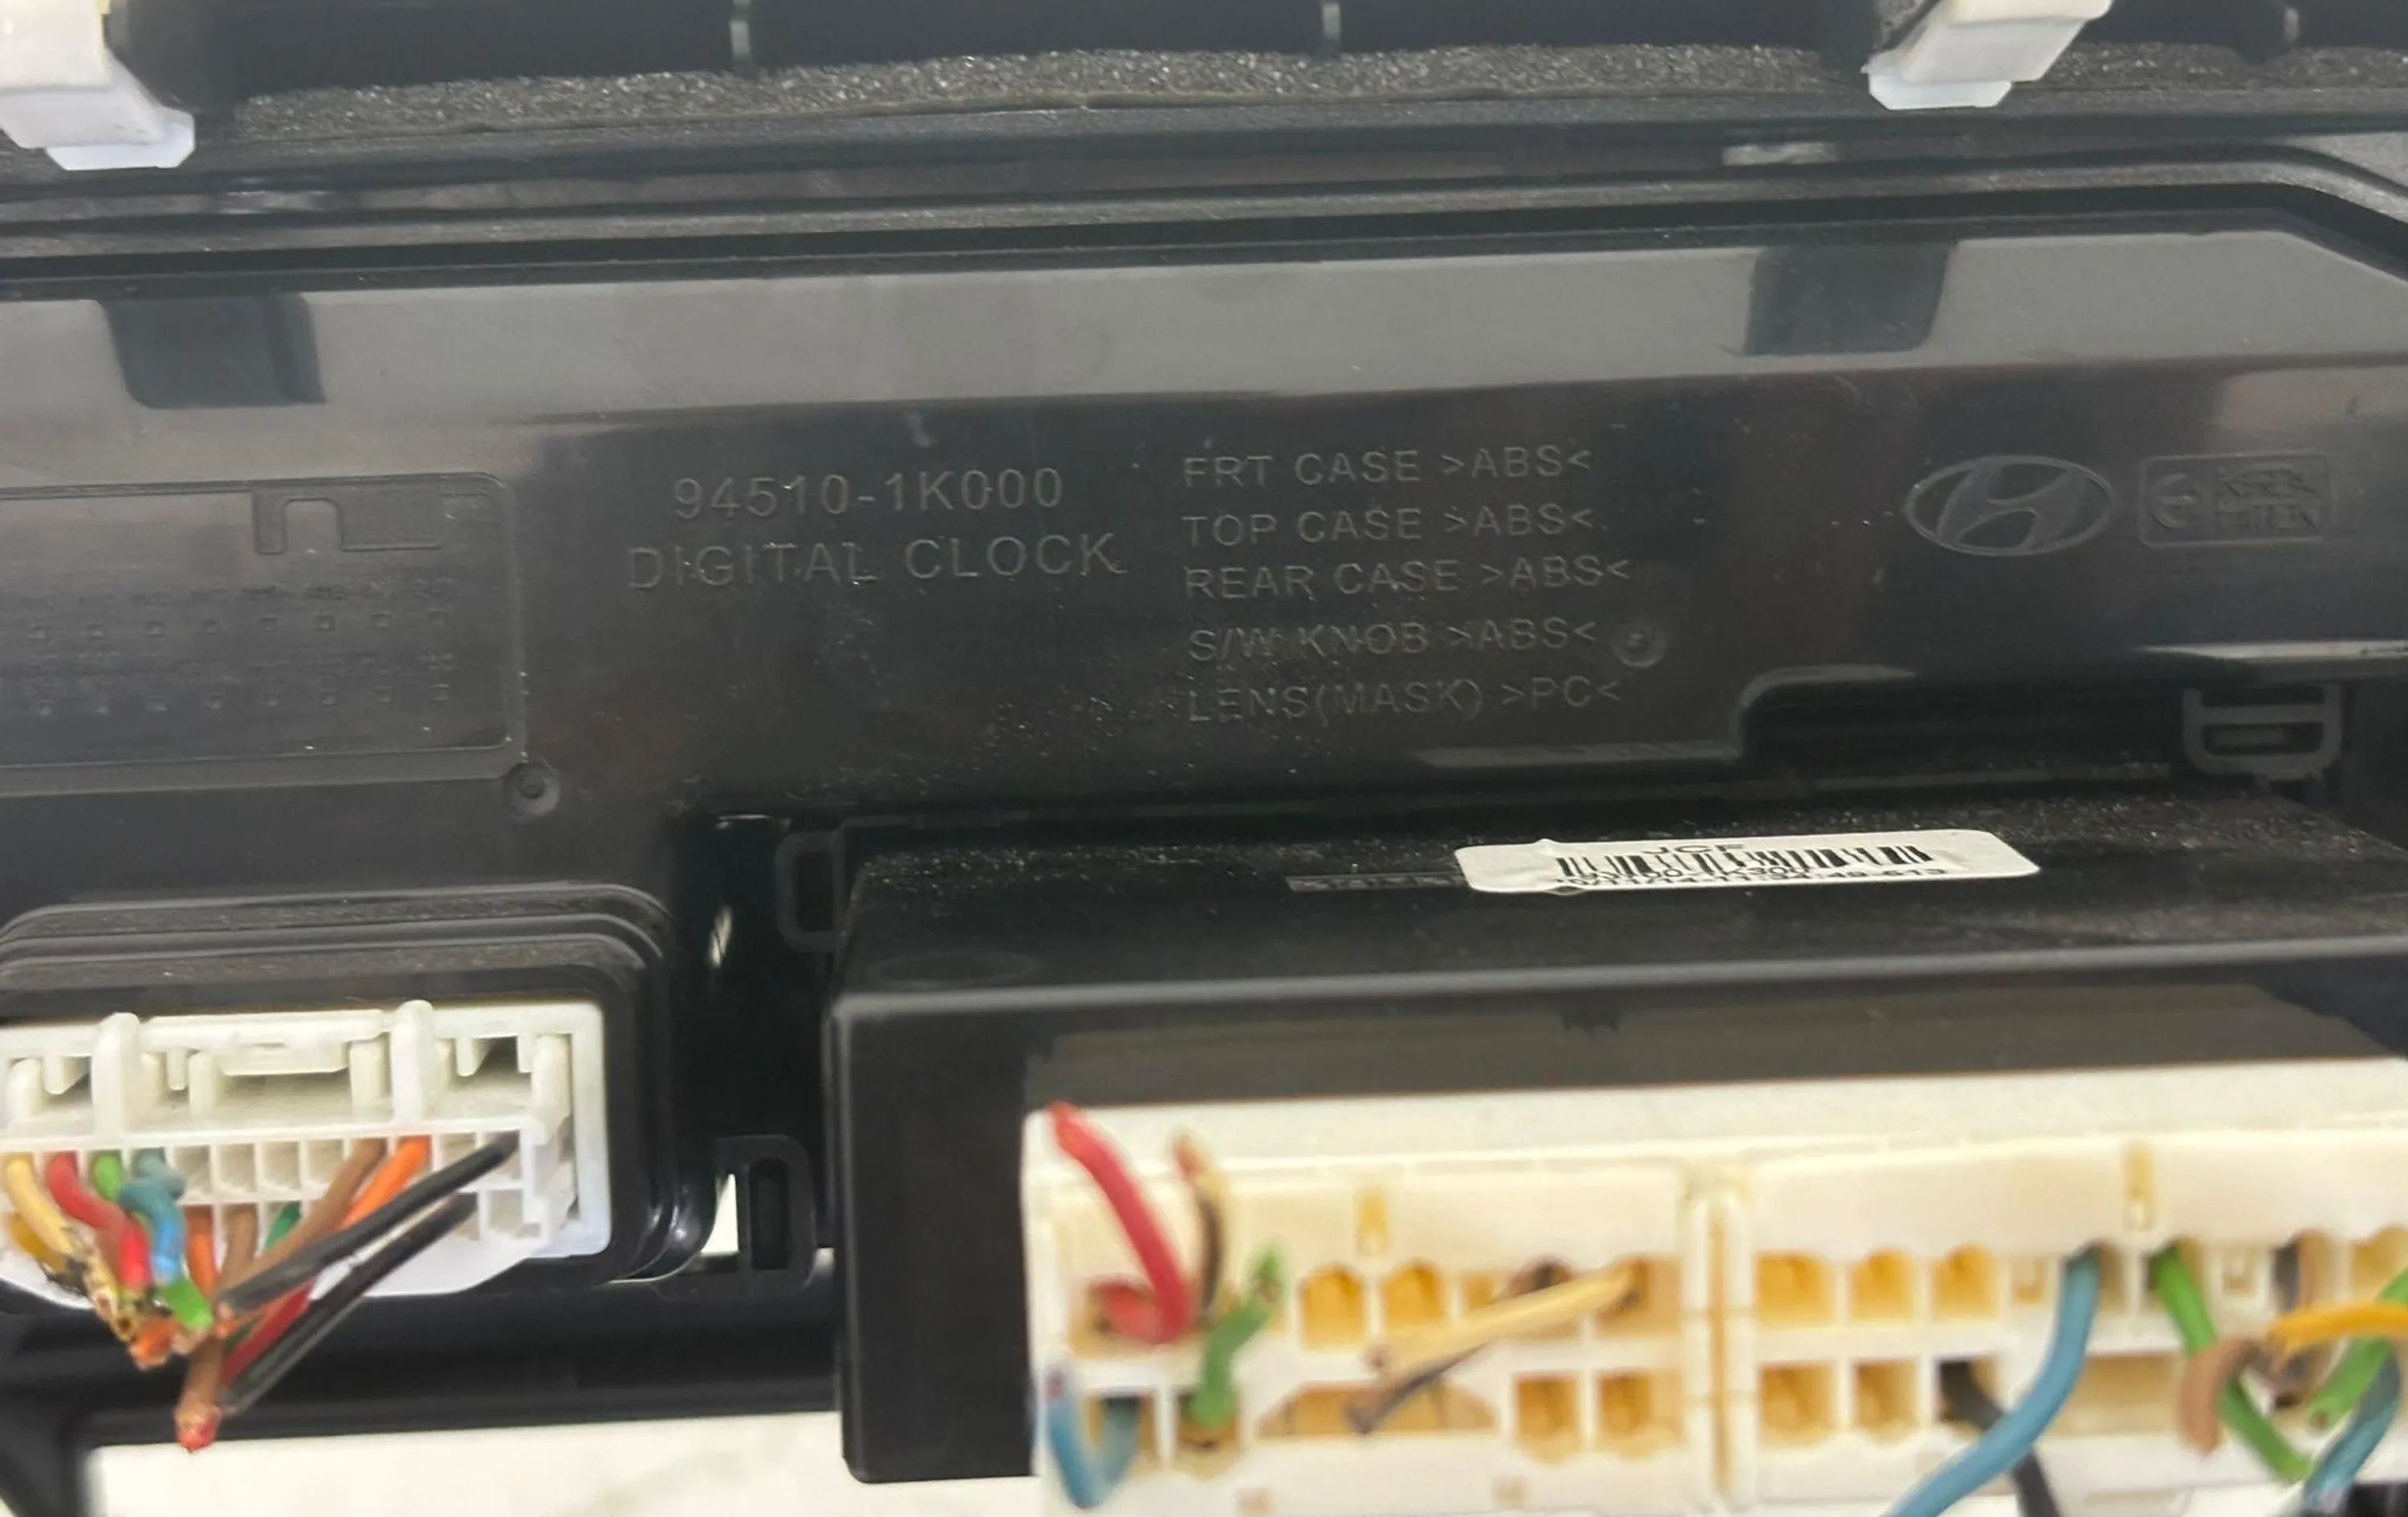 94510-1K000
DIGITAL CLOCK
FRT CASE >ABS<
TOP CASE >ABS<
REAR CASE >ABS<
S/W KNOB >ABS<
LENS(MASK) >PC<